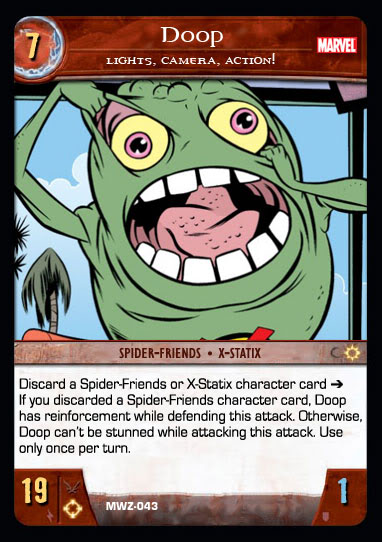 7
Doop
MARVEL
LIGHTS, CAMERA, ACTION!
SPIDER-FRIENDS • X-STATIX
Discard a Spider-Friends or X-Statix character card ➔
If you discarded a Spider-Friends character card, Doop
has reinforcement while defending this attack. Otherwise,
Doop can't be stunned while attacking this attack. Use
only once per turn.
19
MWZ-043
1